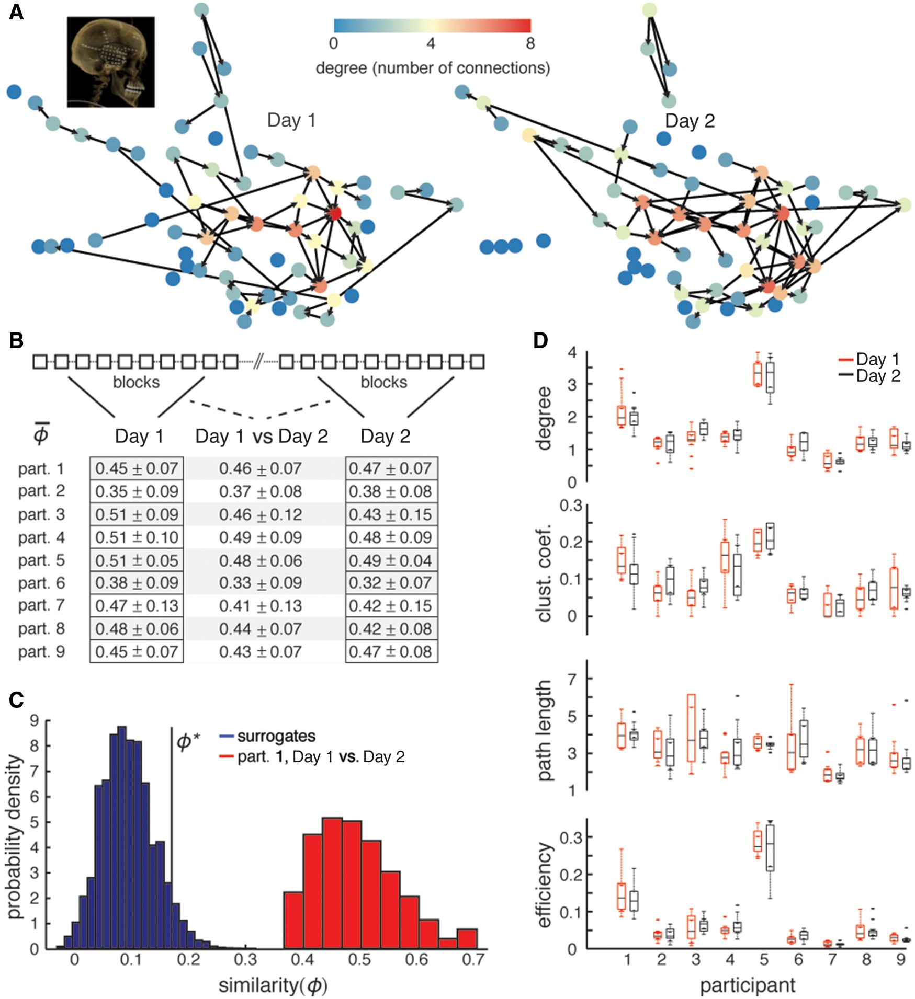 A
0 4 8
degree (number of connections)
Day 1
Day 2
B
blocks blocks
ϕ̅ Day 1 Day 1 vs Day 2 Day 2
part. 1 0.45 ± 0.07 0.46 ± 0.07 0.47 ± 0.07
part. 2 0.35 ± 0.09 0.37 ± 0.08 0.38 ± 0.08
part. 3 0.51 ± 0.09 0.46 ± 0.12 0.43 ± 0.15
part. 4 0.51 ± 0.10 0.49 ± 0.09 0.48 ± 0.09
part. 5 0.51 ± 0.05 0.48 ± 0.06 0.49 ± 0.04
part. 6 0.38 ± 0.09 0.33 ± 0.09 0.32 ± 0.07
part. 7 0.47 ± 0.13 0.41 ± 0.13 0.42 ± 0.15
part. 8 0.48 ± 0.06 0.44 ± 0.07 0.42 ± 0.08
part. 9 0.45 ± 0.07 0.43 ± 0.07 0.47 ± 0.08
C
probability density
9
8
7
6
5
4
3
2
1
0
ϕ*
surrogates
part. 1, Day 1 vs. Day 2
0 0.1 0.2 0.3 0.4 0.5 0.6 0.7
similarity(ϕ)
D
Day 1
Day 2
degree
4
3
2
1
0
clust. coef.
0.3
0.2
0.1
0
path length
7
5
3
1
efficiency
0.3
0.2
0.1
0
1 2 3 4 5 6 7 8 9
participant